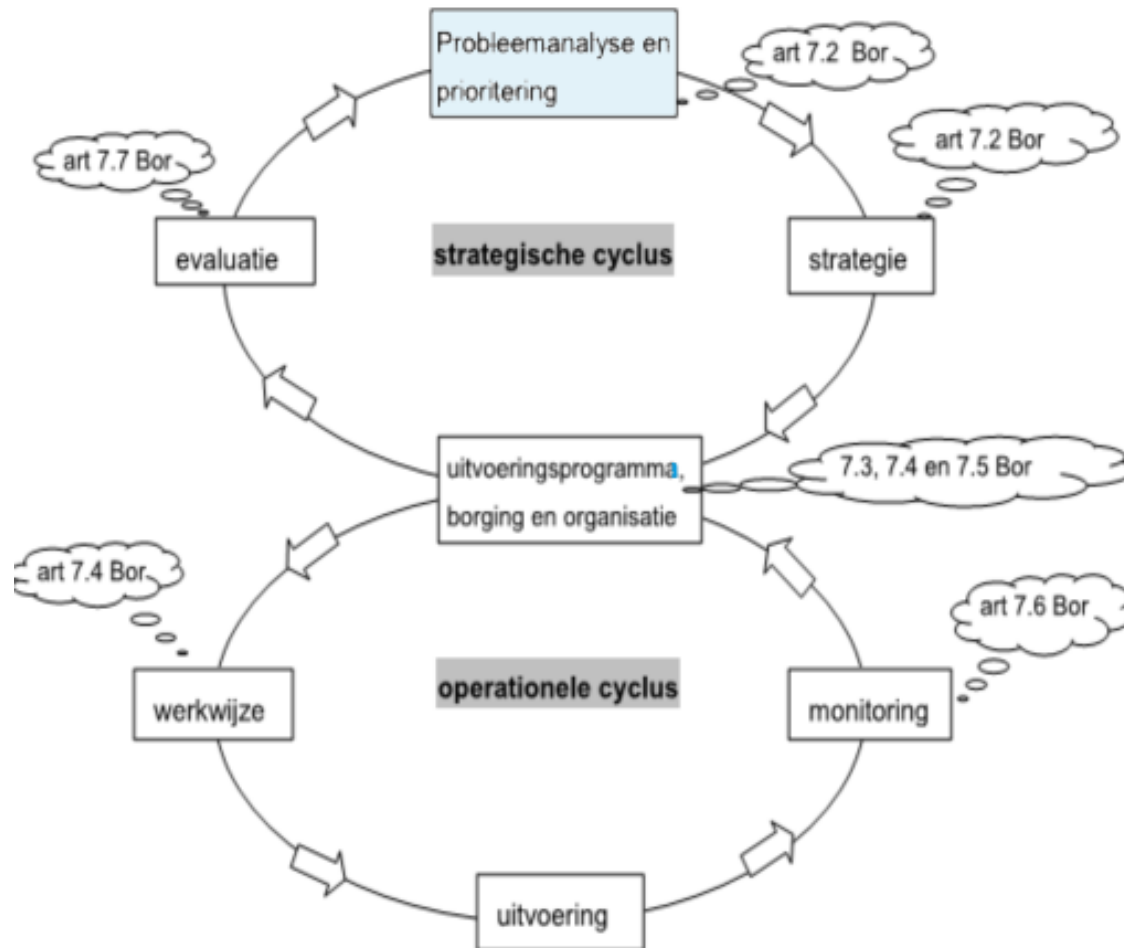 Probleemanalyse en
prioritering
art 7.2 Bor
art 7.2 Bor
art 7.7 Bor
evaluatie
strategische cyclus
strategie
uitvoeringsprogramma,
borging en organisatie
7.3, 7.4 en 7.5 Bor
art 7.4 Bor
art 7.6 Bor
werkwijze
operationele cyclus
monitoring
uitvoering